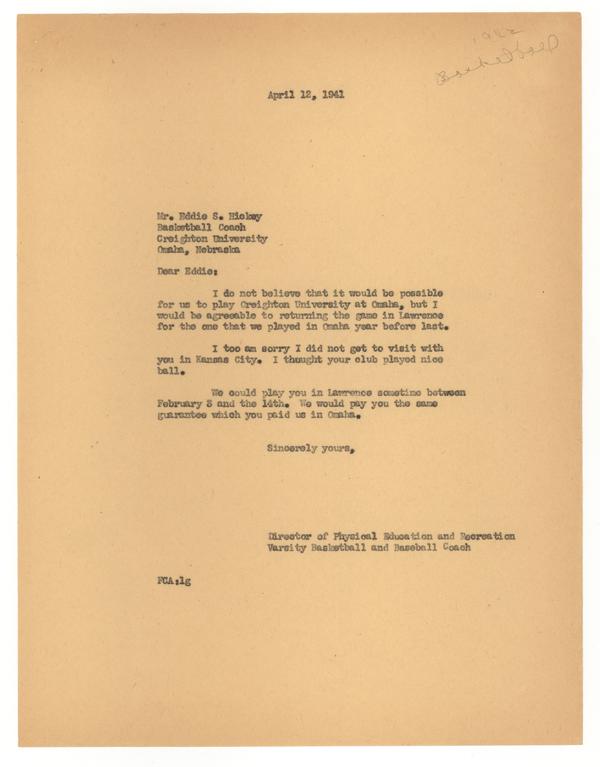 Basketball
April 12, 1941
Mr. Eddie S. Hickey
Basketball Coach
Creighton University
Omaha, Nebraska
Dear Eddie:
I do not believe that it would be possible
for us to play Creighton University at Omaha, but I
would be agreeable to returning the game in Lawrence
for the one that we played in Omaha year before last.
I too am sorry I did not get to visit with
you in Kansas City. I thought your club played nice
ball.
We could play you in Lawrence sometime between
February 3 and the 14th. We would pay you the same
guarantee which you paid us in Omaha.
Sincerely yours,
Director of Physical Education and Recreation
Varsity Basketball and Baseball Coach
FCA:lg